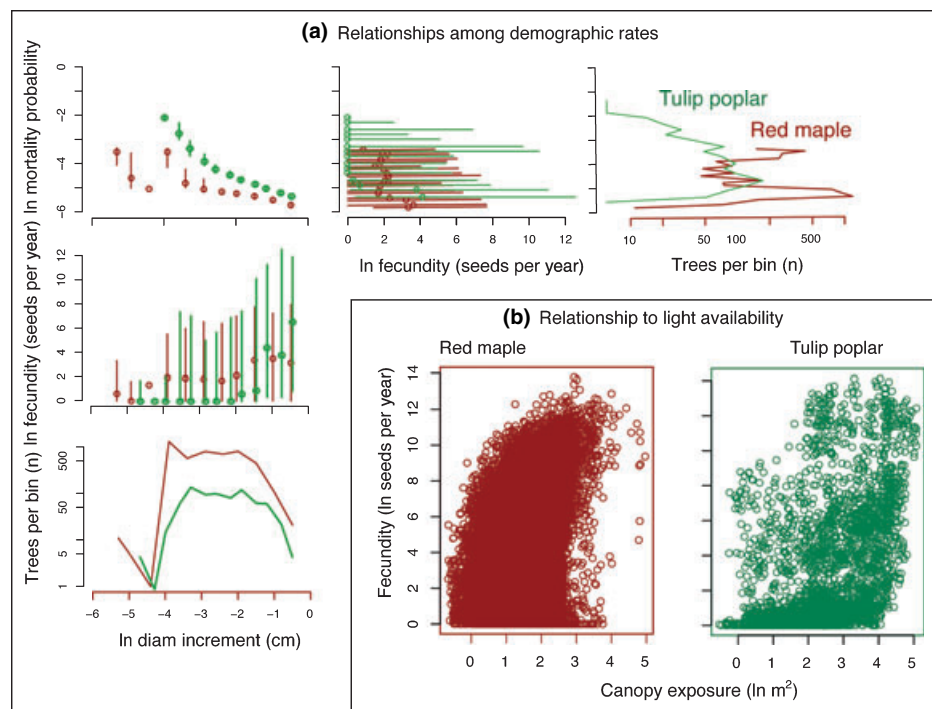 (a) Relationships among demographic rates
ln mortality probability
0
−2
−4
−6
Tulip poplar
Red maple
0 2 4 6 8 10 12
ln fecundity (seeds per year)
10 50 100 500
Trees per bin (n)
ln fecundity (seeds per year)
12
10
8
6
4
2
0
Trees per bin (n)
500
50
5
1
−6 −5 −4 −3 −2 −1 −0
ln diam increment (cm)
(b) Relationship to light availability
Red maple Tulip poplar
Fecundity (ln seeds per year)
14
12
10
8
6
4
2
0
0 1 2 3 4 5 0 1 2 3 4 5
Canopy exposure (ln m²)